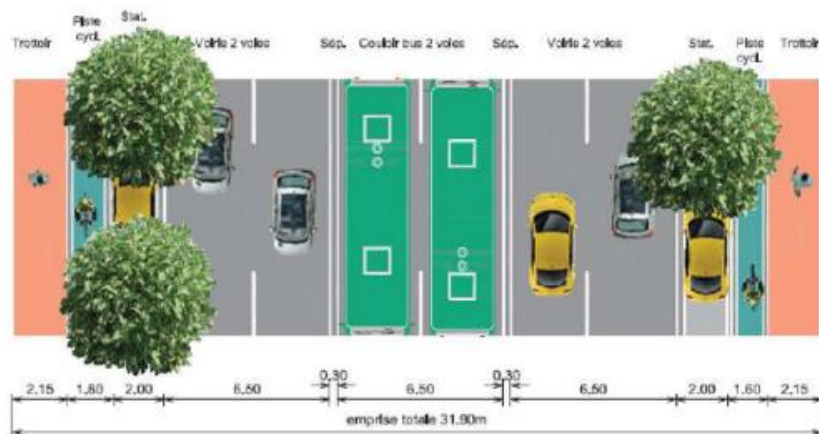 Trottoir Piste cycl. Stat. Voirie 2 voies Sép. Couloir bus 2 voies Sép. Voirie 2 voies Stat. Piste cycl. Trottoir
2,15 1,60 2,00 6,50 0,30 6,50 0,30 6,50 2,00 1,60 2,15
emprise totale 31.90m